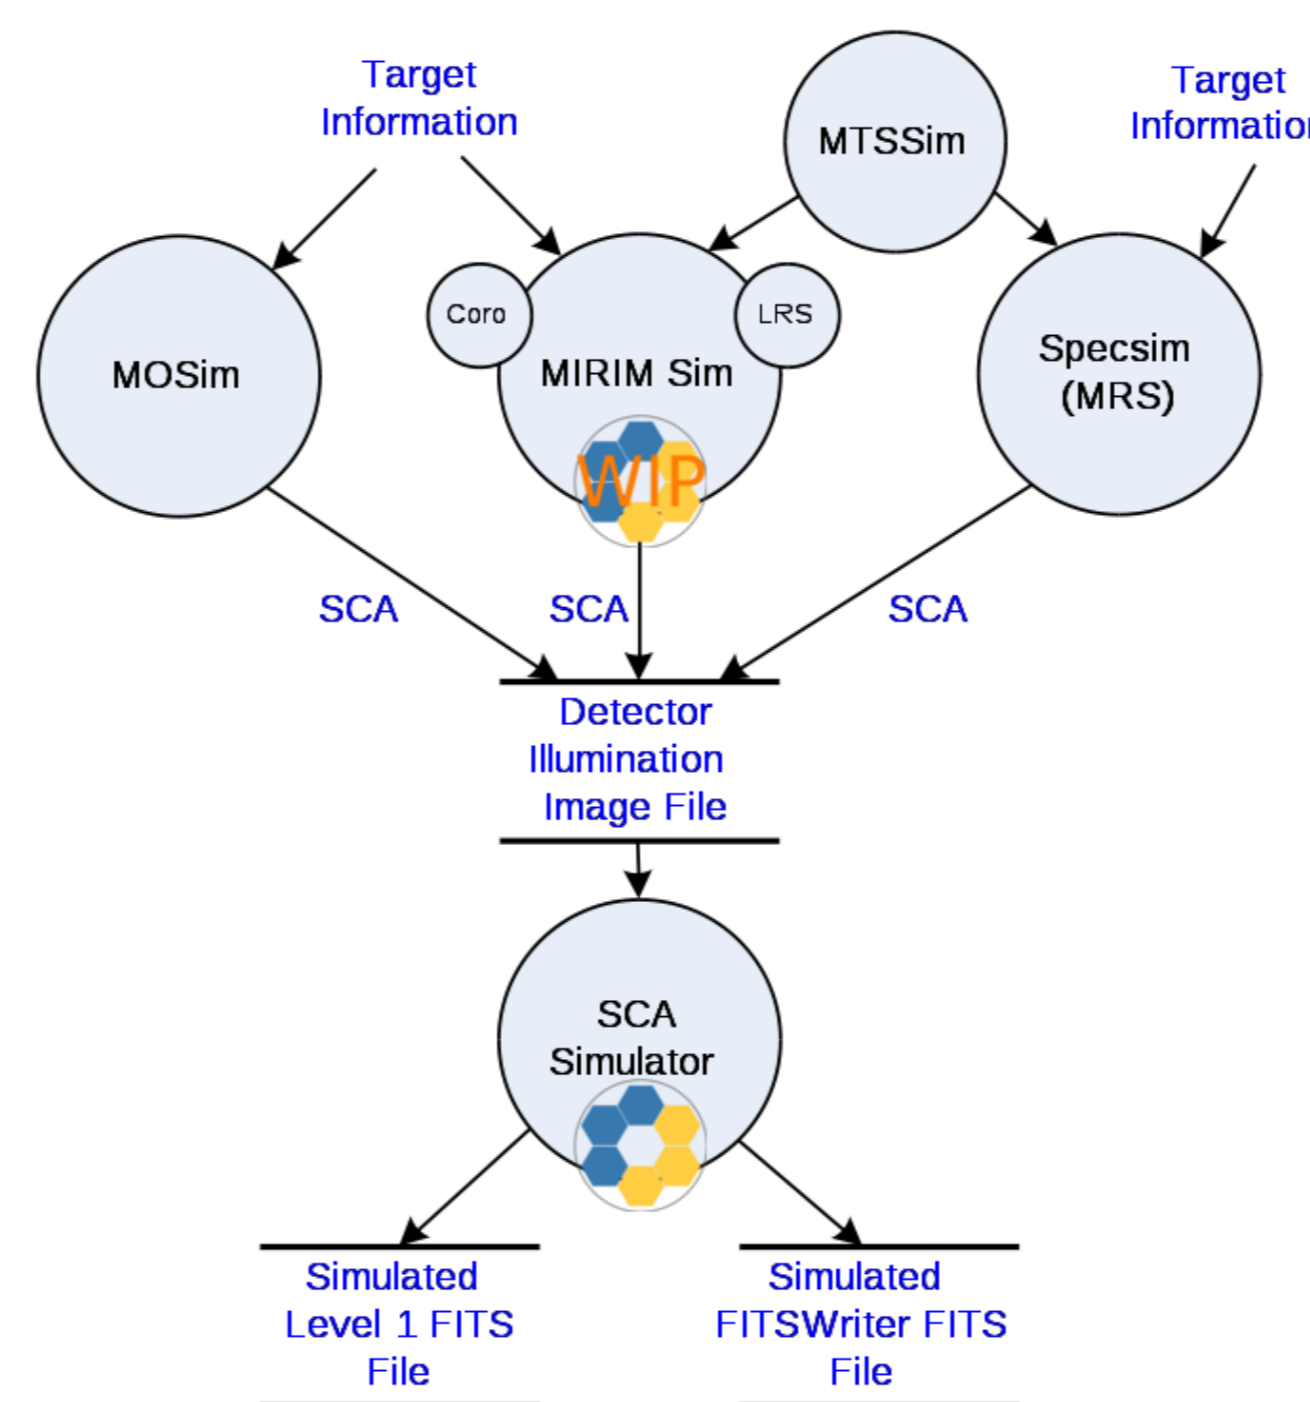 Target
Information
MTSSim
Target
Informatio
Coro
LRS
MOSim
MIRIM Sim
Specsim
(MRS)
WIP
SCA
SCA
SCA
Detector
Illumination
Image File
SCA
Simulator
Simulated
Level 1 FITS
File
Simulated
FITSWriter FITS
File